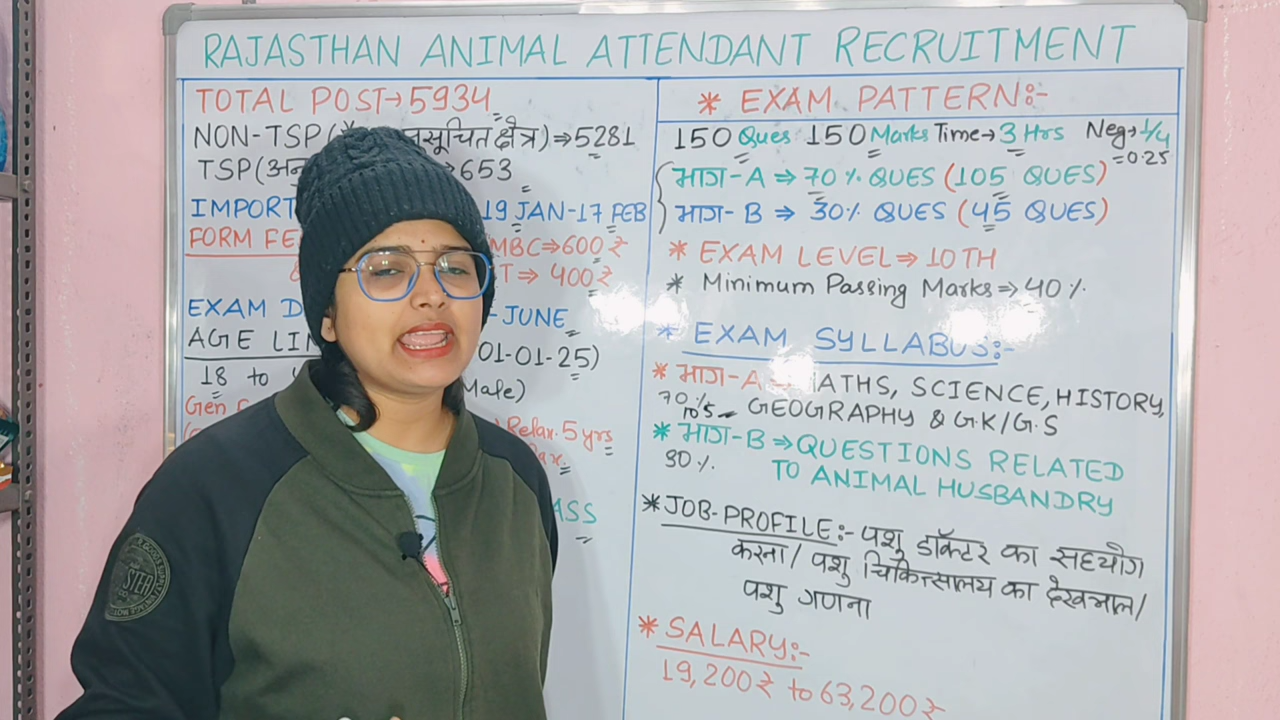 RAJASTHAN ANIMAL ATTENDANT RECRUITMENT
TOTAL POST→5934
NON-TSP ( सूचित क्षेत्र)⇒5281
TSP ( 653
IMPORT 19 JAN-17 FEB
FORM FE MBC⇒600₹
T⇒ 400₹
EXAM D -JUNE
AGE LI 01-01-25)
18 to Male)
Gen Relax. 5 yrs
ASS
* EXAM PATTERN:-
150 Ques 150 Marks Time→3 Hrs Neg→1/4
=0.25
भाग-A ⇒ 70% QUES (105 QUES)
भाग-B ⇒ 30% QUES (45 QUES)
* EXAM LEVEL⇒10TH
* Minimum Passing Marks⇒40%
* EXAM SYLLABUS:-
* भाग-A ATHS, SCIENCE, HISTORY,
70% GEOGRAPHY & G.K/G.S
105
* भाग-B⇒QUESTIONS RELATED
30% TO ANIMAL HUSBANDRY
* JOB-PROFILE:- पशु डॉक्टर का सहयोग
करना/ पशु चिकित्सालय का देखभाल/
पशु गणना
* SALARY:-
19,200₹ to 63,200₹